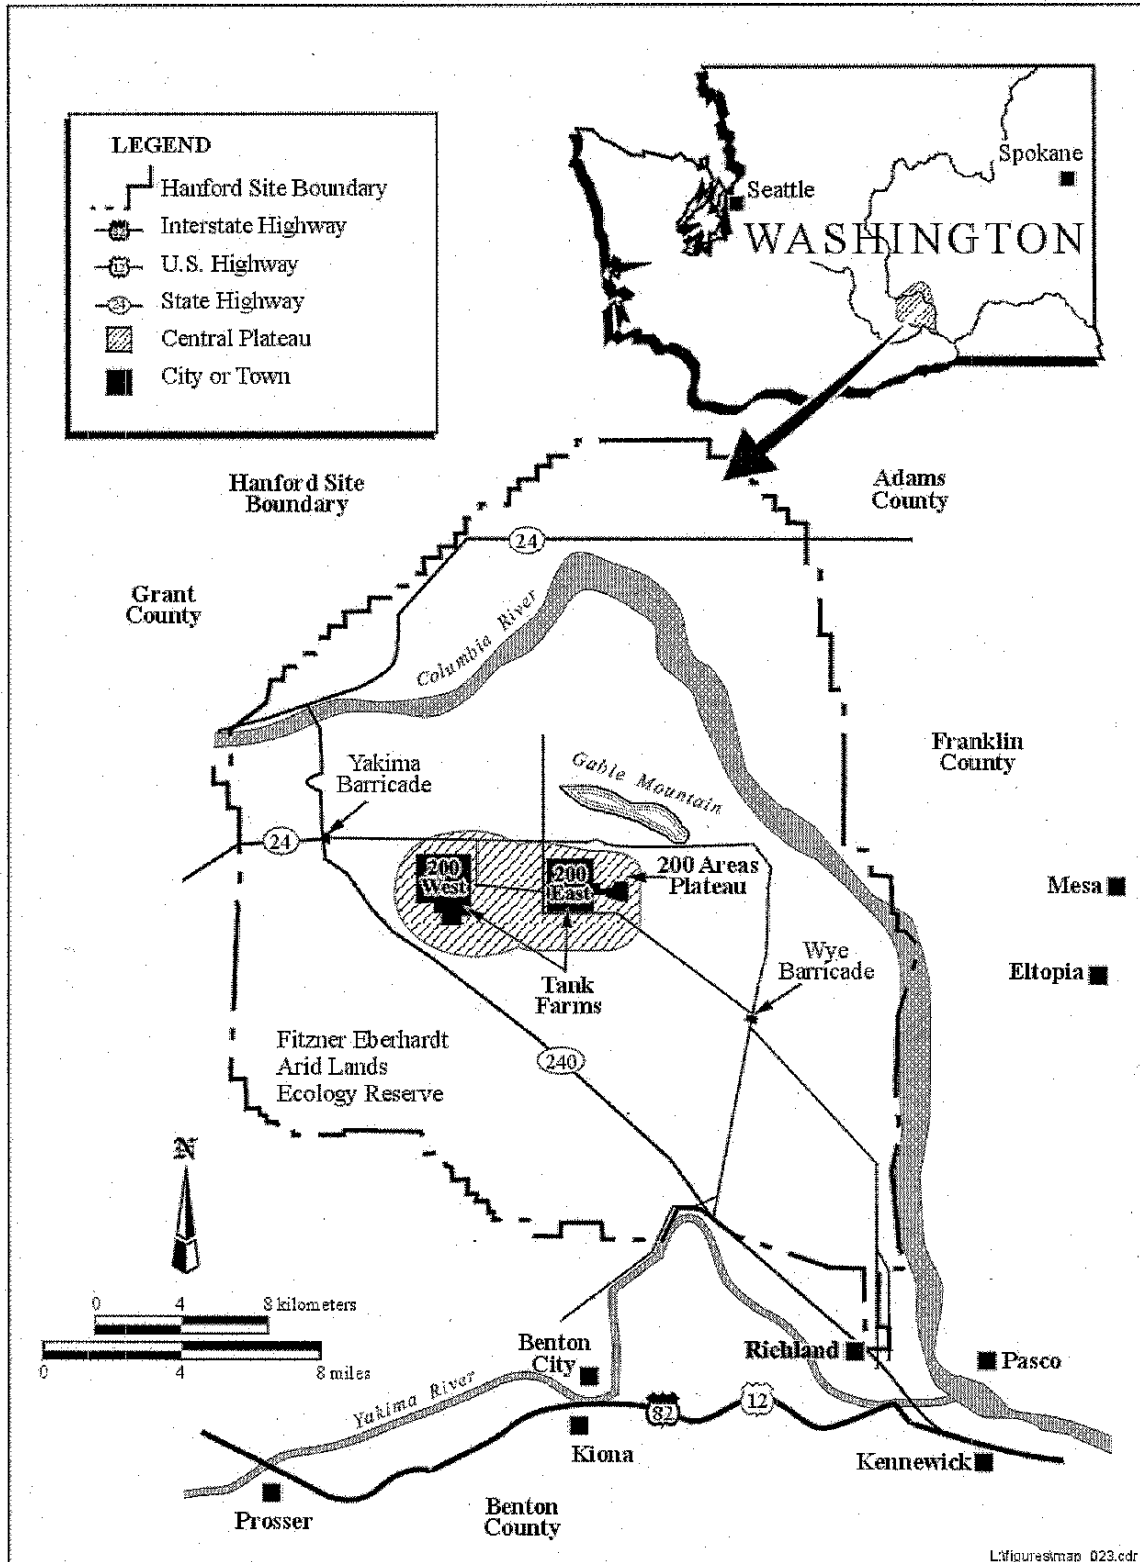 LEGEND
Hanford Site Boundary
Interstate Highway
12
U.S. Highway
24
State Highway
Central Plateau
City or Town
Seattle
Spokane
WASHINGTON
Hanford Site
Boundary
Adams
County
24
Grant
County
Columbia River
Franklin
County
Yakima
Barricade
Gable Mountain
24
200
West
200
East
200 Areas
Plateau
Mesa
Wye
Barricade
Eltopia
Tank
Farms
Fitzner Eberhardt
Arid Lands
Ecology Reserve
240
N
0 4 8 kilometers
0 4 8 miles
Benton
City
Richland
Pasco
Yakima River
82
12
Kiona
Kennewick
Prosser
Benton
County
L:\figures\map_023.cdr